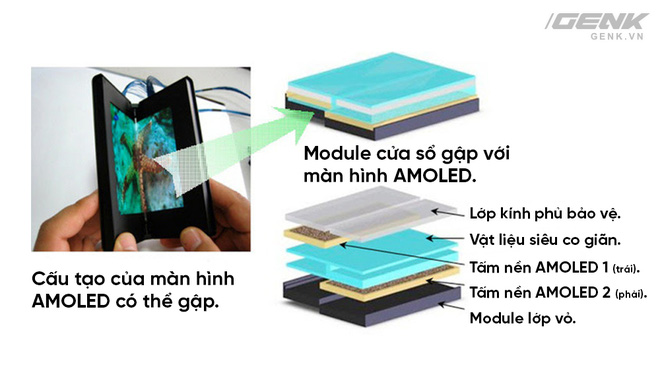 GENK
GENK.VN
Module cửa sổ gập với
màn hình AMOLED.
Cấu tạo của màn hình
AMOLED có thể gập.
Lớp kính phủ bảo vệ.
Vật liệu siêu co giãn.
Tấm nền AMOLED 1 (trái).
Tấm nền AMOLED 2 (phải).
Module lớp vỏ.